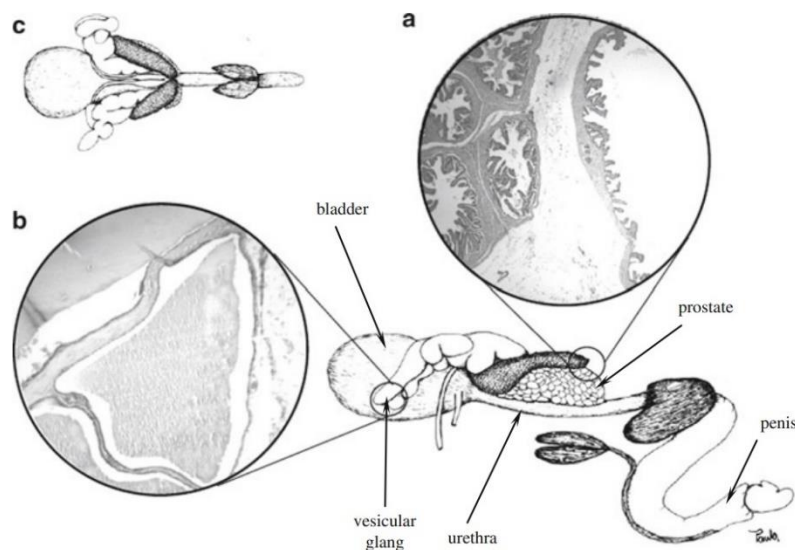 c
a
b
bladder
prostate
penis
vesicular
glang
urethra